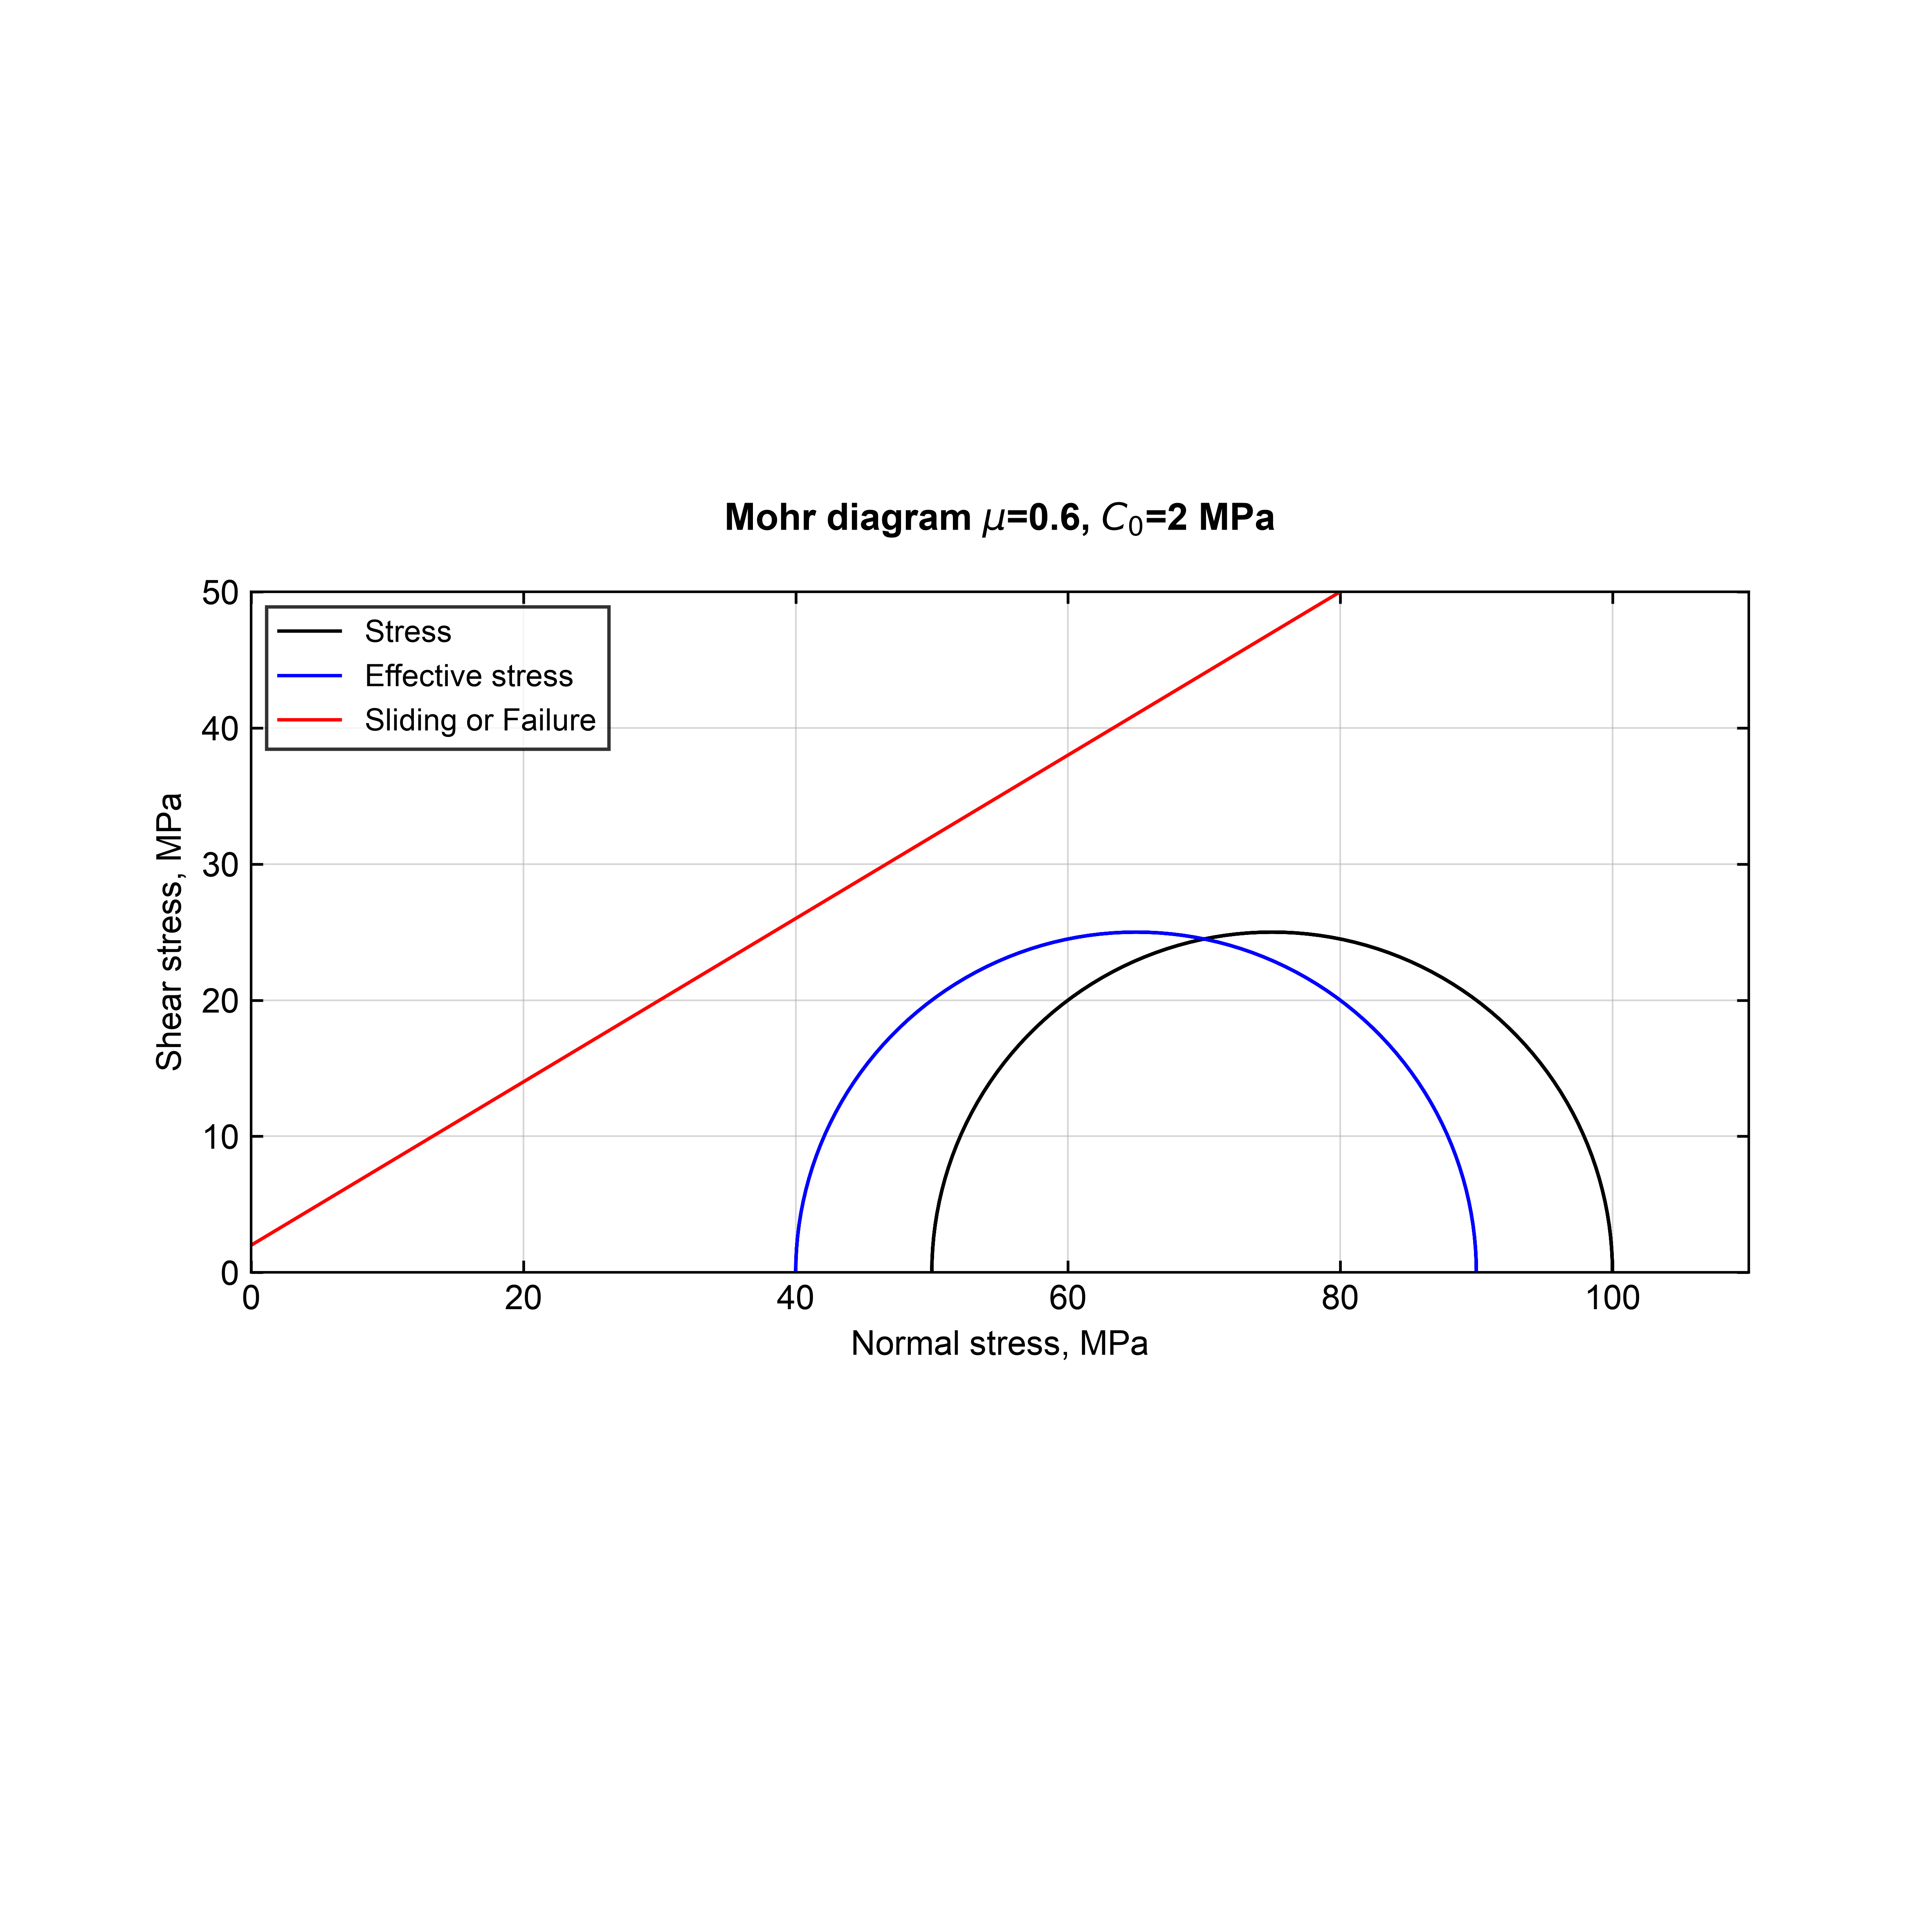 Mohr diagram μ=0.6, C₀=2 MPa
50
40
30
20
10
0
Stress
Effective stress
Sliding or Failure
Shear stress, MPa
0 20 40 60 80 100
Normal stress, MPa